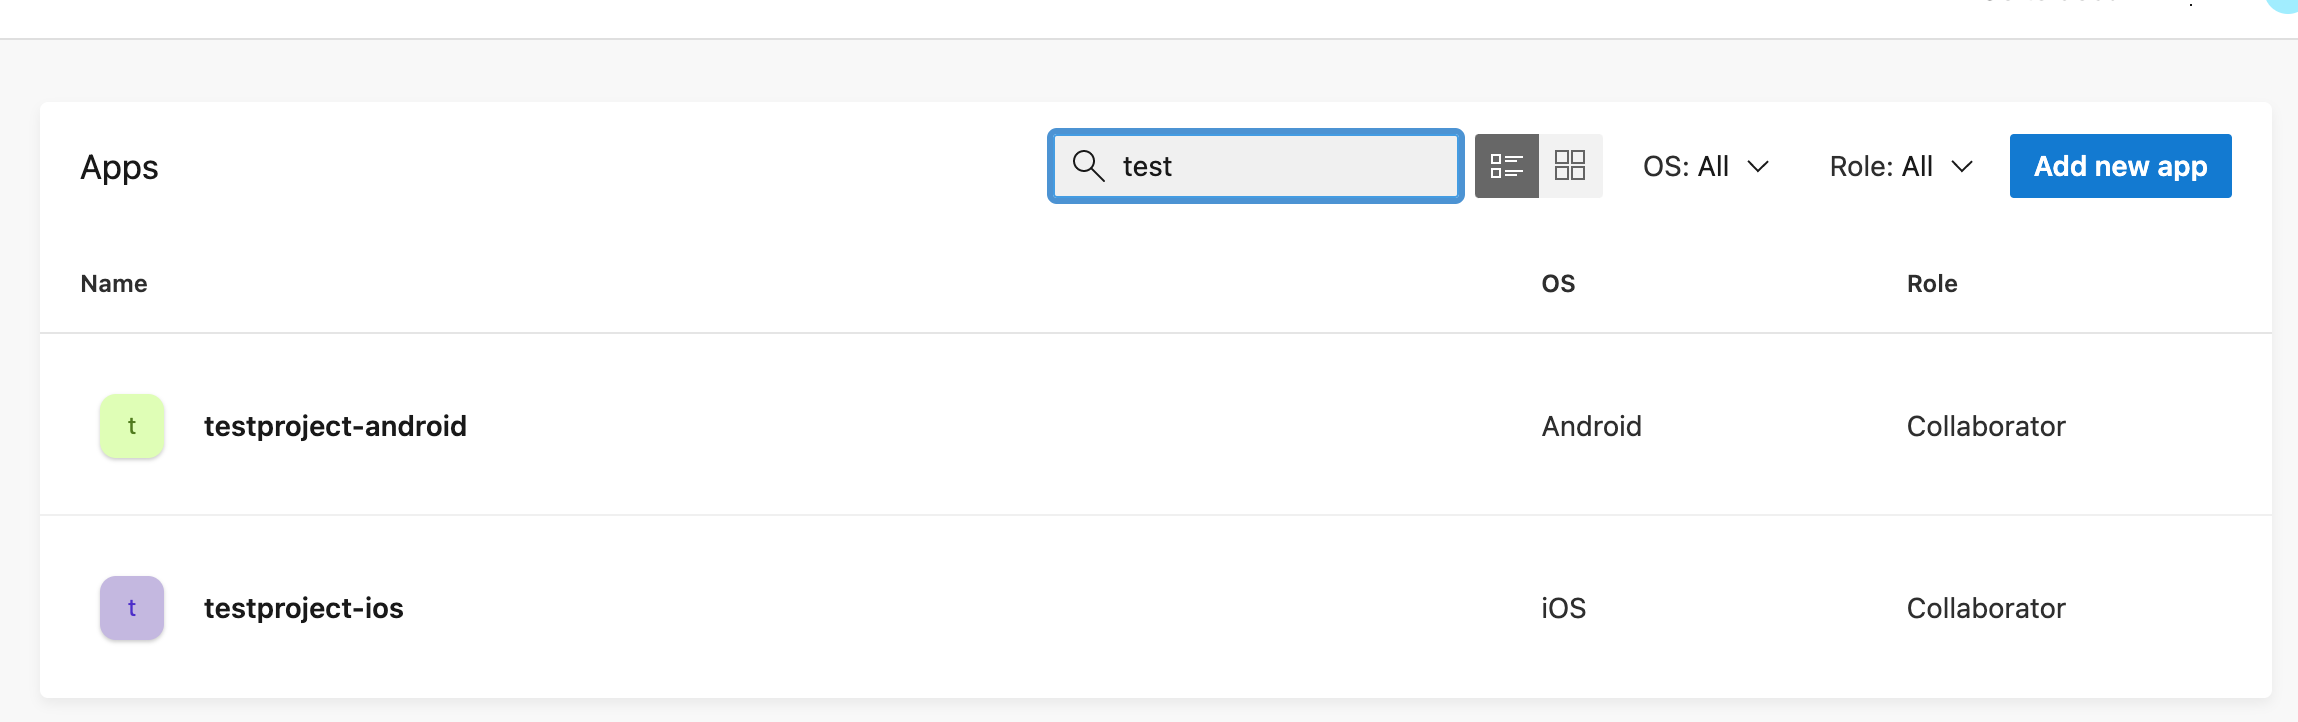 Apps
test
OS: All
Role: All
Add new app
Name OS Role
t testproject-android Android Collaborator
t testproject-ios iOS Collaborator